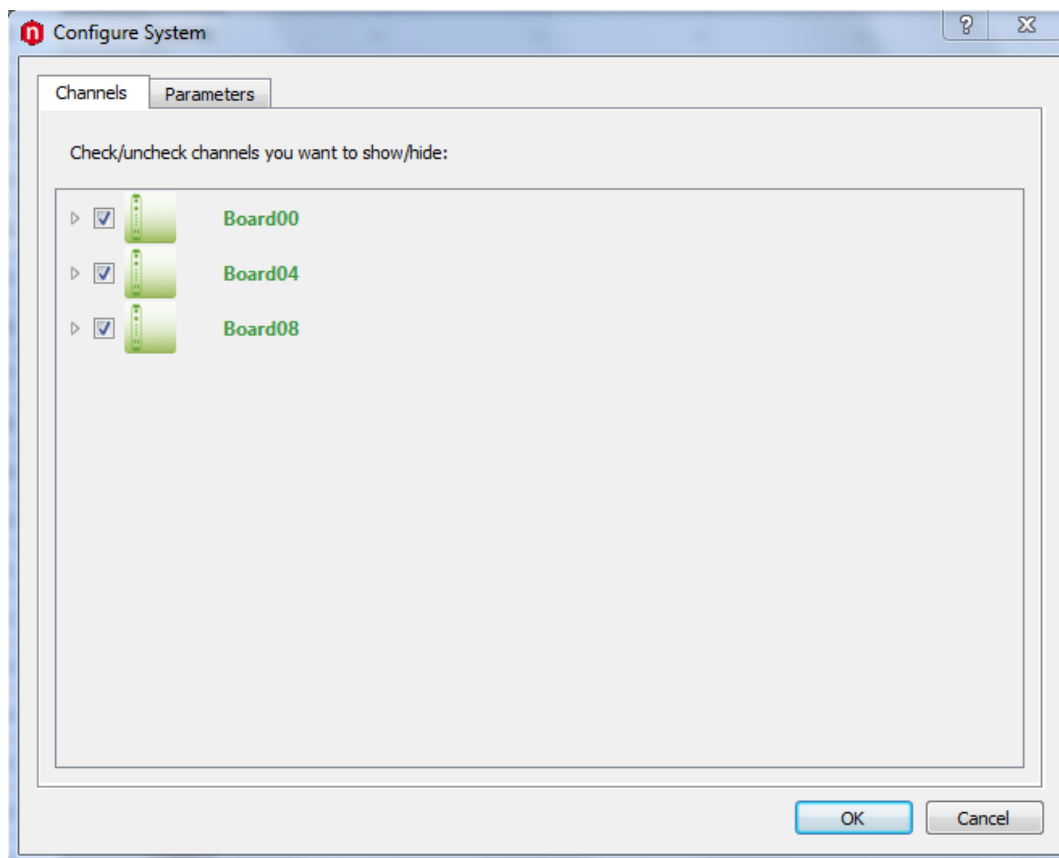 Configure System
Channels Parameters
Check/uncheck channels you want to show/hide:
Board00
Board04
Board08
OK Cancel